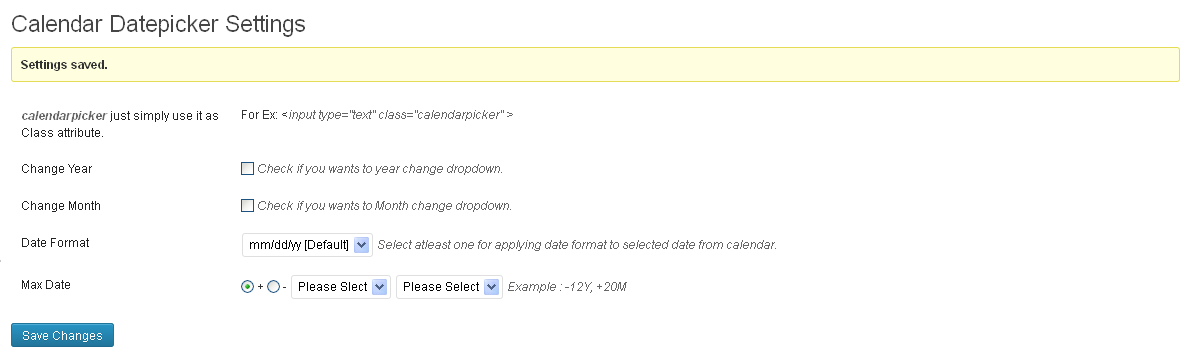 Calendar Datepicker Settings
Settings saved.
calendarpicker just simply use it as For Ex: <input type="text" class="calendarpicker" >
Class attribute.
Change Year Check if you wants to year change dropdown.
Change Month Check if you wants to Month change dropdown.
Date Format mm/dd/yy [Default] Select atleast one for applying date format to selected date from calendar.
Max Date + - Please Slect Please Select Example : -12Y, +20M
Save Changes